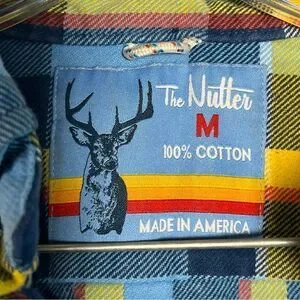 The Nutter
M
100% COTTON
MADE IN AMERICA